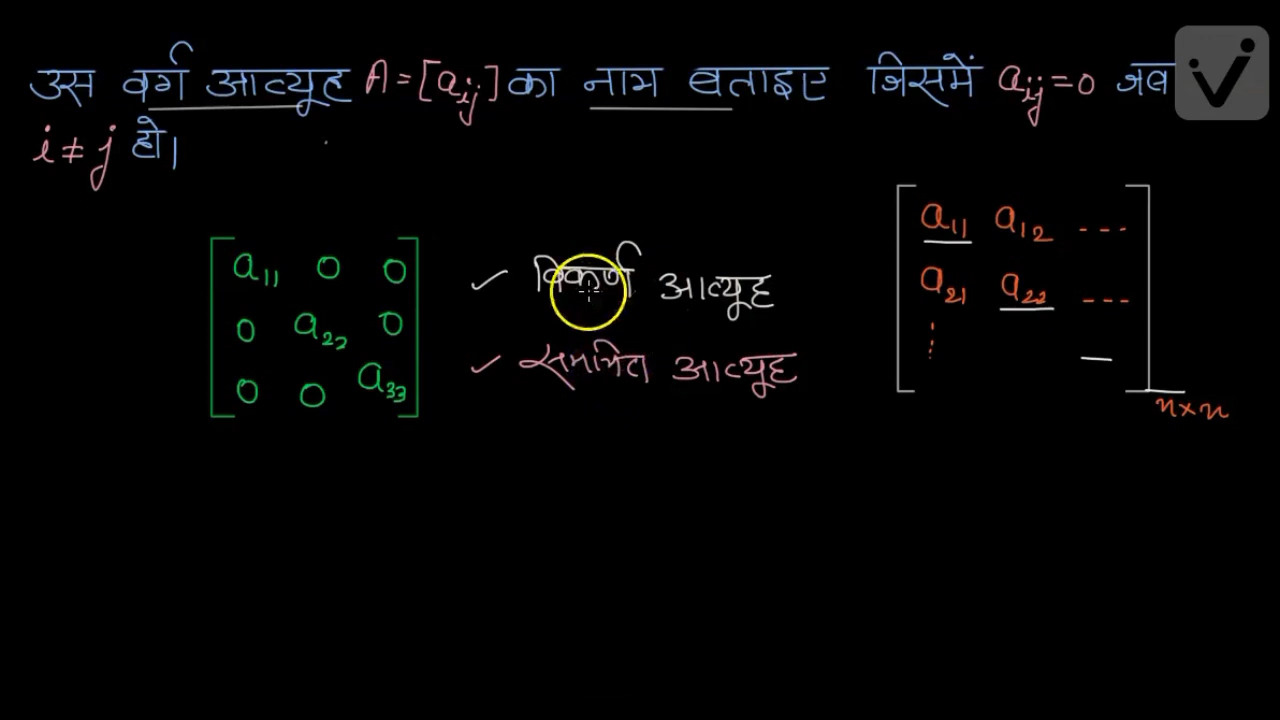 उस वर्ग आव्यूह A = [aij] का नाम बताइए जिसमें aij = 0 जब
i ≠ j हो।
a11 0 0
0 a22 0
0 0 a33
✓ विकर्ण आव्यूह
✓ सममित आव्यूह
a11 a12 ---
a21 a22 ---
⋮ —
n×n